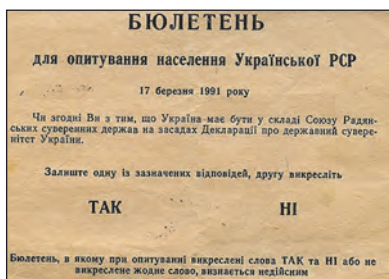 БЮЛЕТЕНЬ
для опитування населення Української РСР
17 березня 1991 року
Чи згодні Ви з тим, що Україна має бути у складі Союзу Радян-
ських суверенних держав на засадах Декларації про державний сувере-
нітет України.
Залиште одну із зазначених відповідей, другу викресліть
ТАК НІ
Бюлетень, в якому при опитуванні викреслені слова ТАК та НІ або не
викреслене жодне слово, визнається недійсним